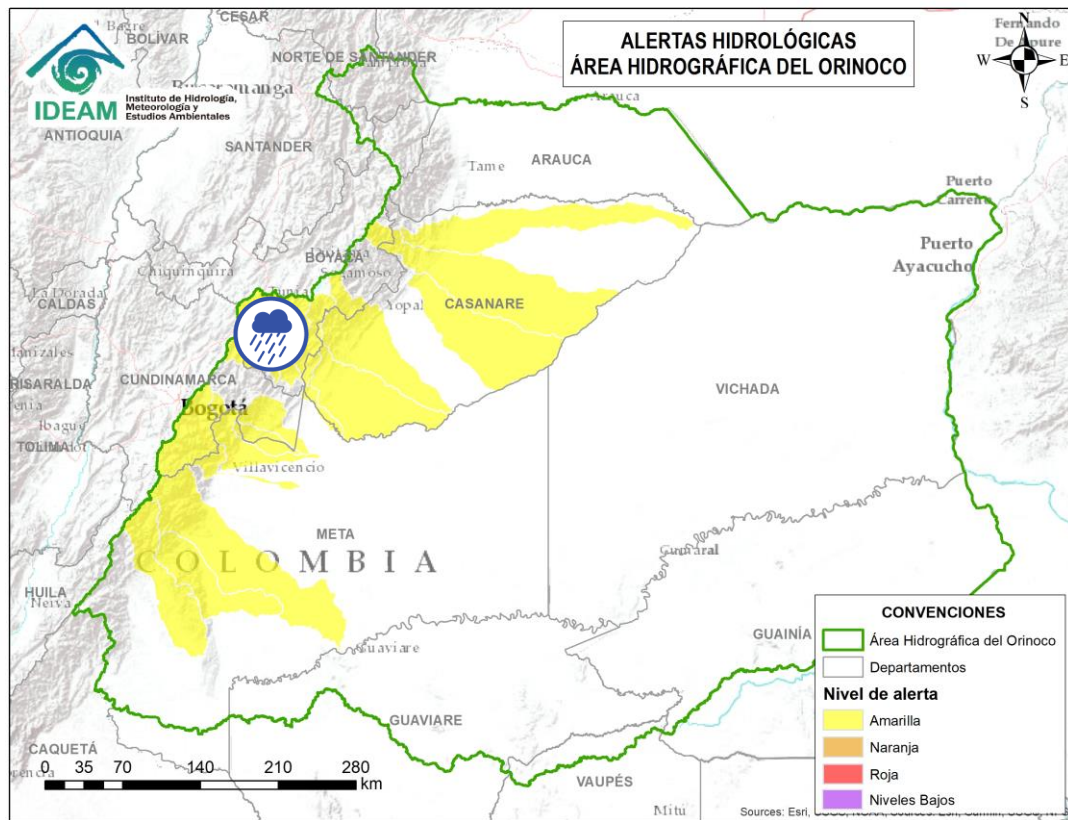 ALERTAS HIDROLÓGICAS
ÁREA HIDROGRÁFICA DEL ORINOCO
IDEAM
Instituto de Hidrología,
Meteorología y
Estudios Ambientales
N
W
E
S
CESAR
BOLÍVAR
NORTE DE SANTANDER
Fernando
De Apure
ANTIOQUIA
SANTANDER
Arauca
ARAUCA
Tame
Puerto
Carreño
Puerto
Ayacucho
Chiquinquira
BOYACÁ
Sogamoso
Tunja
Yopal
CASANARE
La Dorada
CALDAS
Manizales
RISARALDA
CUNDINAMARCA
Bogotá
VICHADA
Ibague
TOLIMA
Villavicencio
META
COLOMBIA
Cumaral
HUILA
Neiva
Guaviare
GUAINÍA
GUAVIARE
CAQUETÁ
VAUPÉS
Mitú
0 35 70 140 210 280
km
CONVENCIONES
Área Hidrográfica del Orinoco
Departamentos
Nivel de alerta
Amarilla
Naranja
Roja
Niveles Bajos
Sources: Esri,